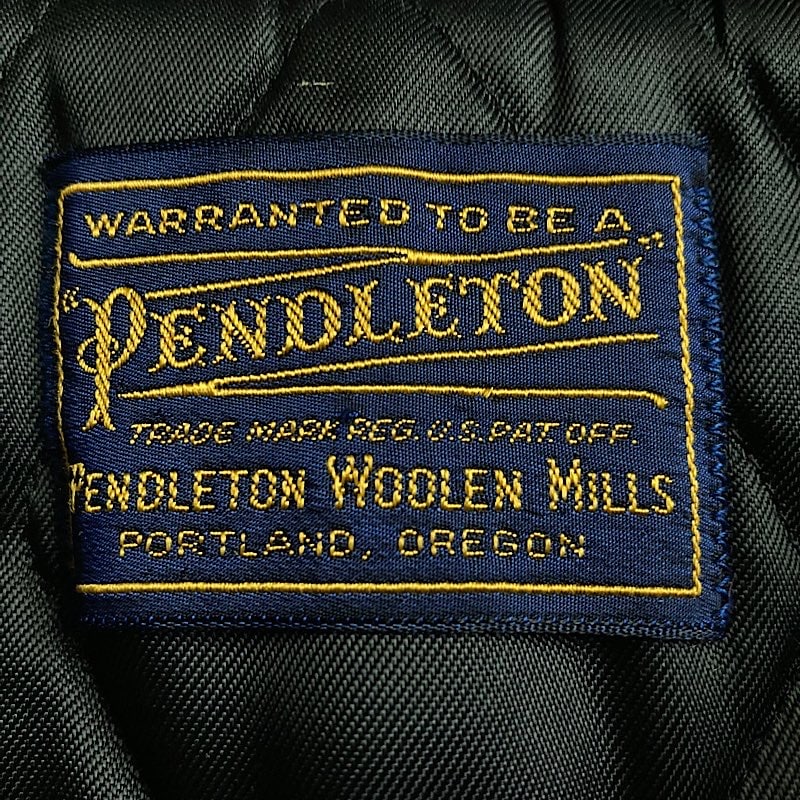 WARRANTED TO BE A
"PENDLETON"
TRADE MARK REG. U.S. PAT. OFF.
PENDLETON WOOLEN MILLS
PORTLAND, OREGON